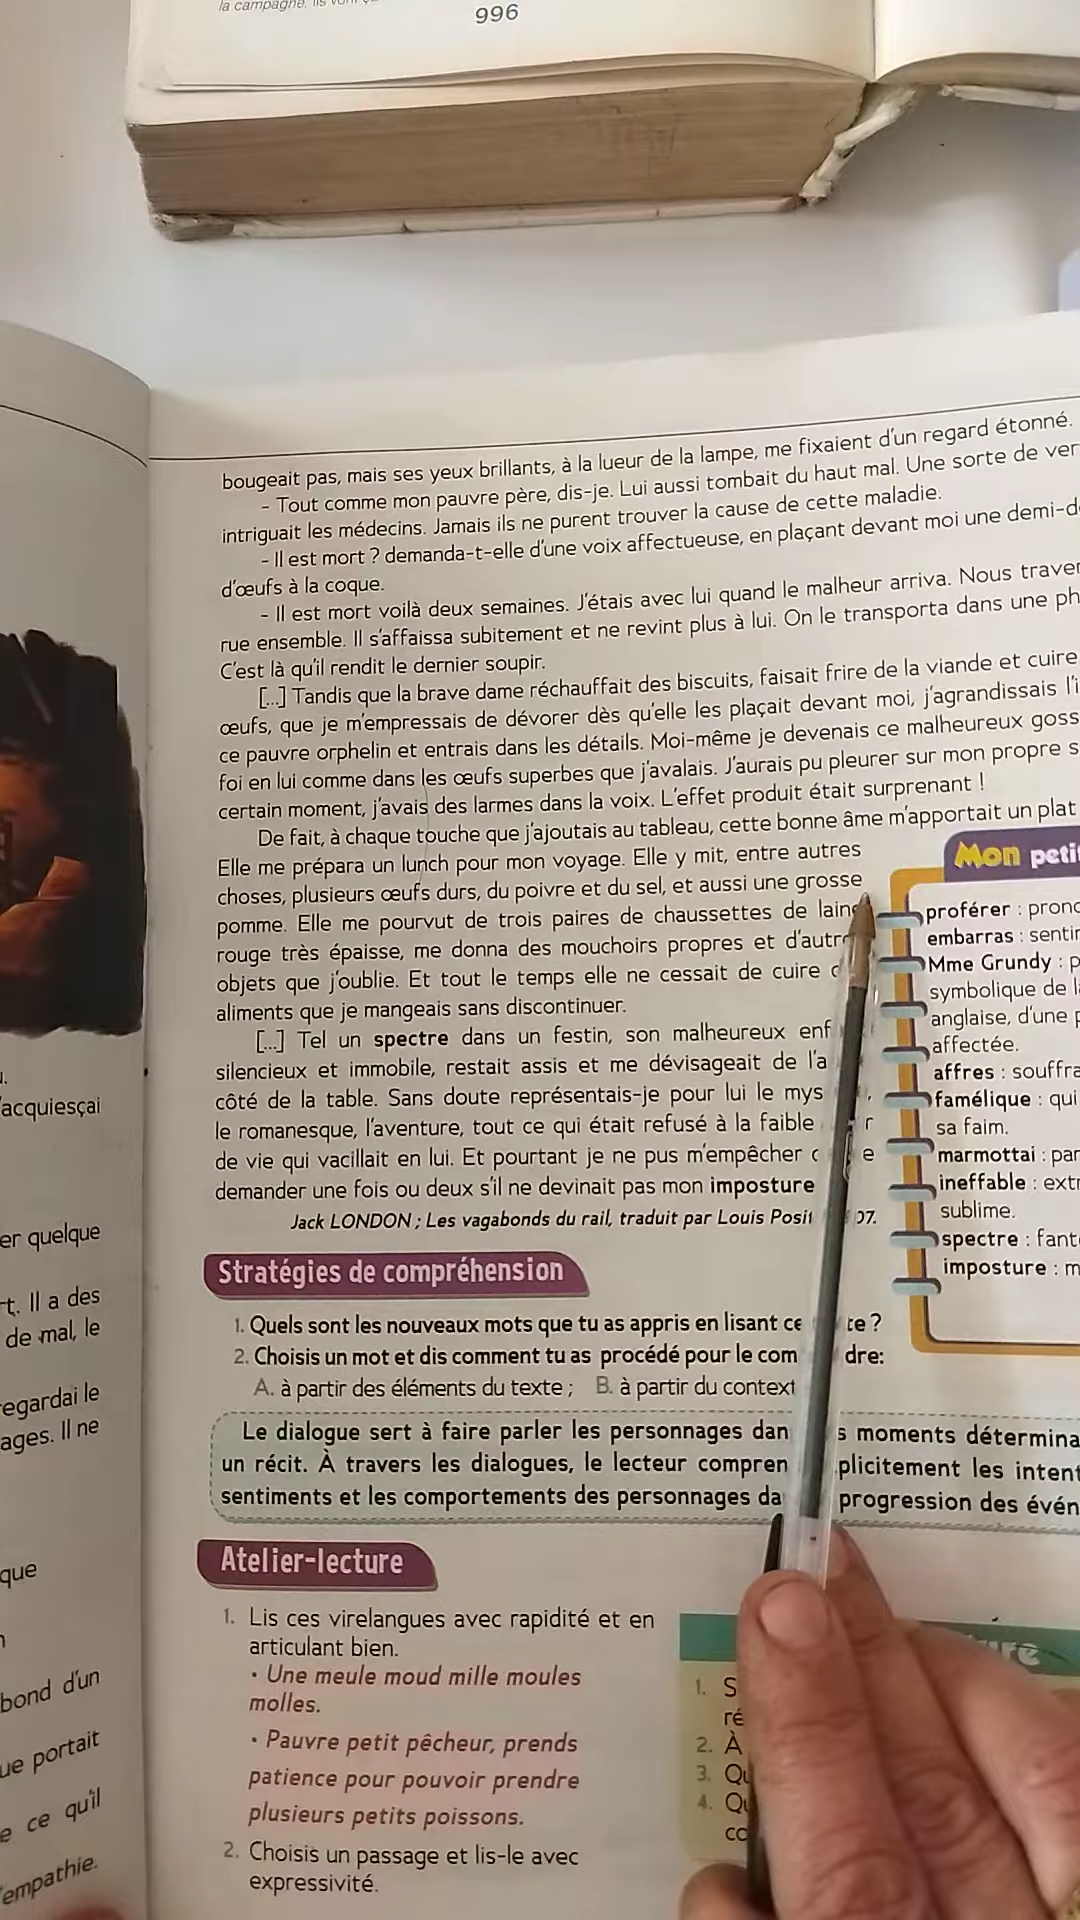 la campagne. Ils
996
bougeait pas, mais ses yeux brillants, à la lueur de la lampe, me fixaient d'un regard étonné.
- Tout comme mon pauvre père, dis-je. Lui aussi tombait du haut mal. Une sorte de ver
intriguait les médecins. Jamais ils ne purent trouver la cause de cette maladie.
- Il est mort ? demanda-t-elle d'une voix affectueuse, en plaçant devant moi une demi-d
d'œufs à la coque.
- Il est mort voilà deux semaines. J'étais avec lui quand le malheur arriva. Nous traver
rue ensemble. Il s'affaissa subitement et ne revint plus à lui. On le transporta dans une ph
C'est là qu'il rendit le dernier soupir.
[...] Tandis que la brave dame réchauffait des biscuits, faisait frire de la viande et cuire
œufs, que je m'empressais de dévorer dès qu'elle les plaçait devant moi, j'agrandissais l'i
ce pauvre orphelin et entrais dans les détails. Moi-même je devenais ce malheureux goss
foi en lui comme dans les œufs superbes que j'avalais. J'aurais pu pleurer sur mon propre s
certain moment, j'avais des larmes dans la voix. L'effet produit était surprenant !
De fait, à chaque touche que j'ajoutais au tableau, cette bonne âme m'apportait un plat
Elle me prépara un lunch pour mon voyage. Elle y mit, entre autres
choses, plusieurs œufs durs, du poivre et du sel, et aussi une grosse
pomme. Elle me pourvut de trois paires de chaussettes de laine
rouge très épaisse, me donna des mouchoirs propres et d'autr
objets que j'oublie. Et tout le temps elle ne cessait de cuire d
aliments que je mangeais sans discontinuer.
[...] Tel un spectre dans un festin, son malheureux enf
silencieux et immobile, restait assis et me dévisageait de l'a
côté de la table. Sans doute représentais-je pour lui le mys ,
le romanesque, l'aventure, tout ce qui était refusé à la faible r
de vie qui vacillait en lui. Et pourtant je ne pus m'empêcher d e
demander une fois ou deux s'il ne devinait pas mon imposture
Jack LONDON ; Les vagabonds du rail, traduit par Louis Posti 07.
Mon petit
proférer : prono
embarras : sentir
Mme Grundy : p
symbolique de la
anglaise, d'une p
affectée.
affres : souffra
famélique : qui
sa faim.
marmottai : par
ineffable : extr
sublime.
spectre : fant
imposture : m
Stratégies de compréhension
1. Quels sont les nouveaux mots que tu as appris en lisant ce te ?
2. Choisis un mot et dis comment tu as procédé pour le com dre:
A. à partir des éléments du texte ; B. à partir du context
Le dialogue sert à faire parler les personnages dan s moments détermina
un récit. À travers les dialogues, le lecteur compren plicitement les intent
sentiments et les comportements des personnages da progression des évén
Atelier-lecture
1. Lis ces virelangues avec rapidité et en
articulant bien.
• Une meule moud mille moules
molles.
• Pauvre petit pêcheur, prends
patience pour pouvoir prendre
plusieurs petits poissons.
2. Choisis un passage et lis-le avec
expressivité.
ure
1. S
ré
2. À
3. Qu
4. Qu
co
acquiesçai
er quelque
rt. Il a des
de mal, le
egardai le
ages. Il ne
que
bond d'un
ue portait
e ce qu'il
'empathie.